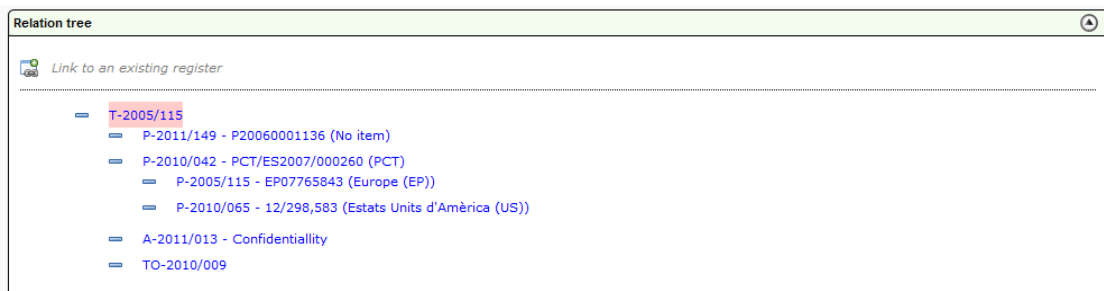 Relation tree
Link to an existing register
T-2005/115
P-2011/149 - P20060001136 (No item)
P-2010/042 - PCT/ES2007/000260 (PCT)
P-2005/115 - EP07765843 (Europe (EP))
P-2010/065 - 12/298,583 (Estats Units d'Amèrica (US))
A-2011/013 - Confidentiallity
TO-2010/009